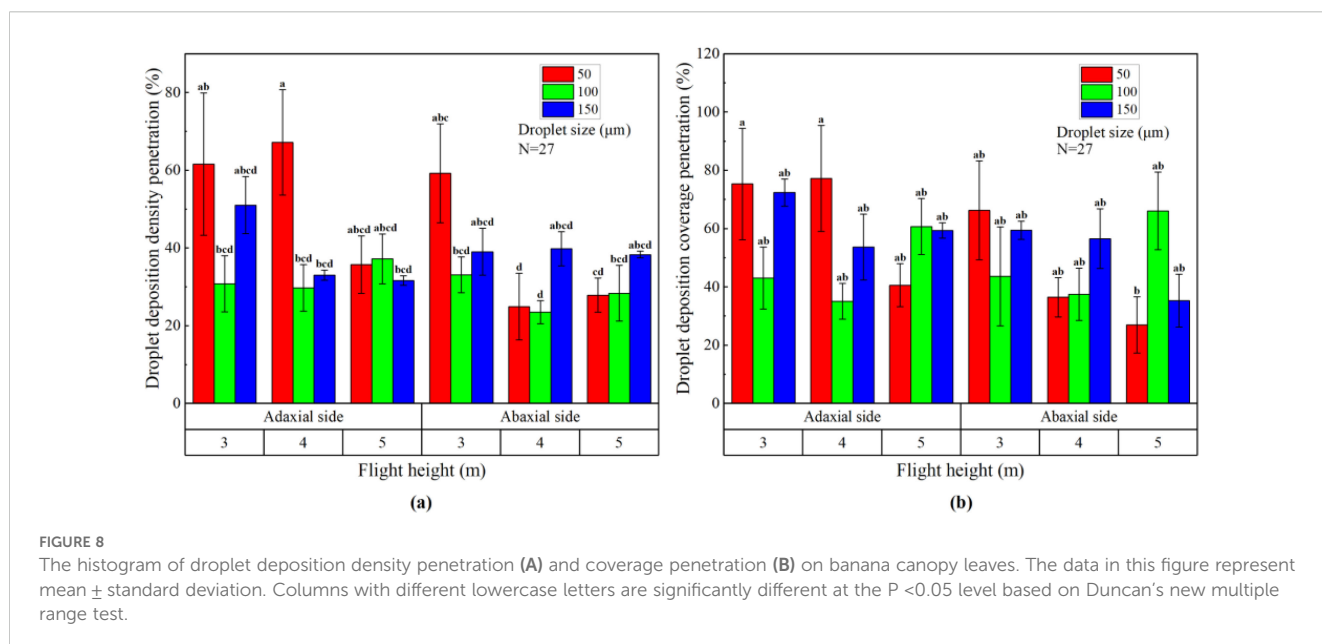 Droplet deposition density penetration (%)
80
60
40
20
0
ab
bcd
abcd
a
bcd
bcd
abcd
abcd
bcd
abc
bcd
abcd
d
d
abcd
cd
bcd
abcd
50
100
150
Droplet size (μm)
N=27
Adaxial side Abaxial side
3 4 5 3 4 5
Flight height (m)
(a)
Droplet deposition coverage penetration (%)
120
100
80
60
40
20
0
a
ab
ab
a
ab
ab
ab
ab
ab
ab
ab
ab
ab
ab
ab
b
ab
ab
50
100
150
Droplet size (μm)
N=27
Adaxial side Abaxial side
3 4 5 3 4 5
Flight height (m)
(b)
FIGURE 8
The histogram of droplet deposition density penetration (A) and coverage penetration (B) on banana canopy leaves. The data in this figure represent
mean ± standard deviation. Columns with different lowercase letters are significantly different at the P <0.05 level based on Duncan's new multiple
range test.